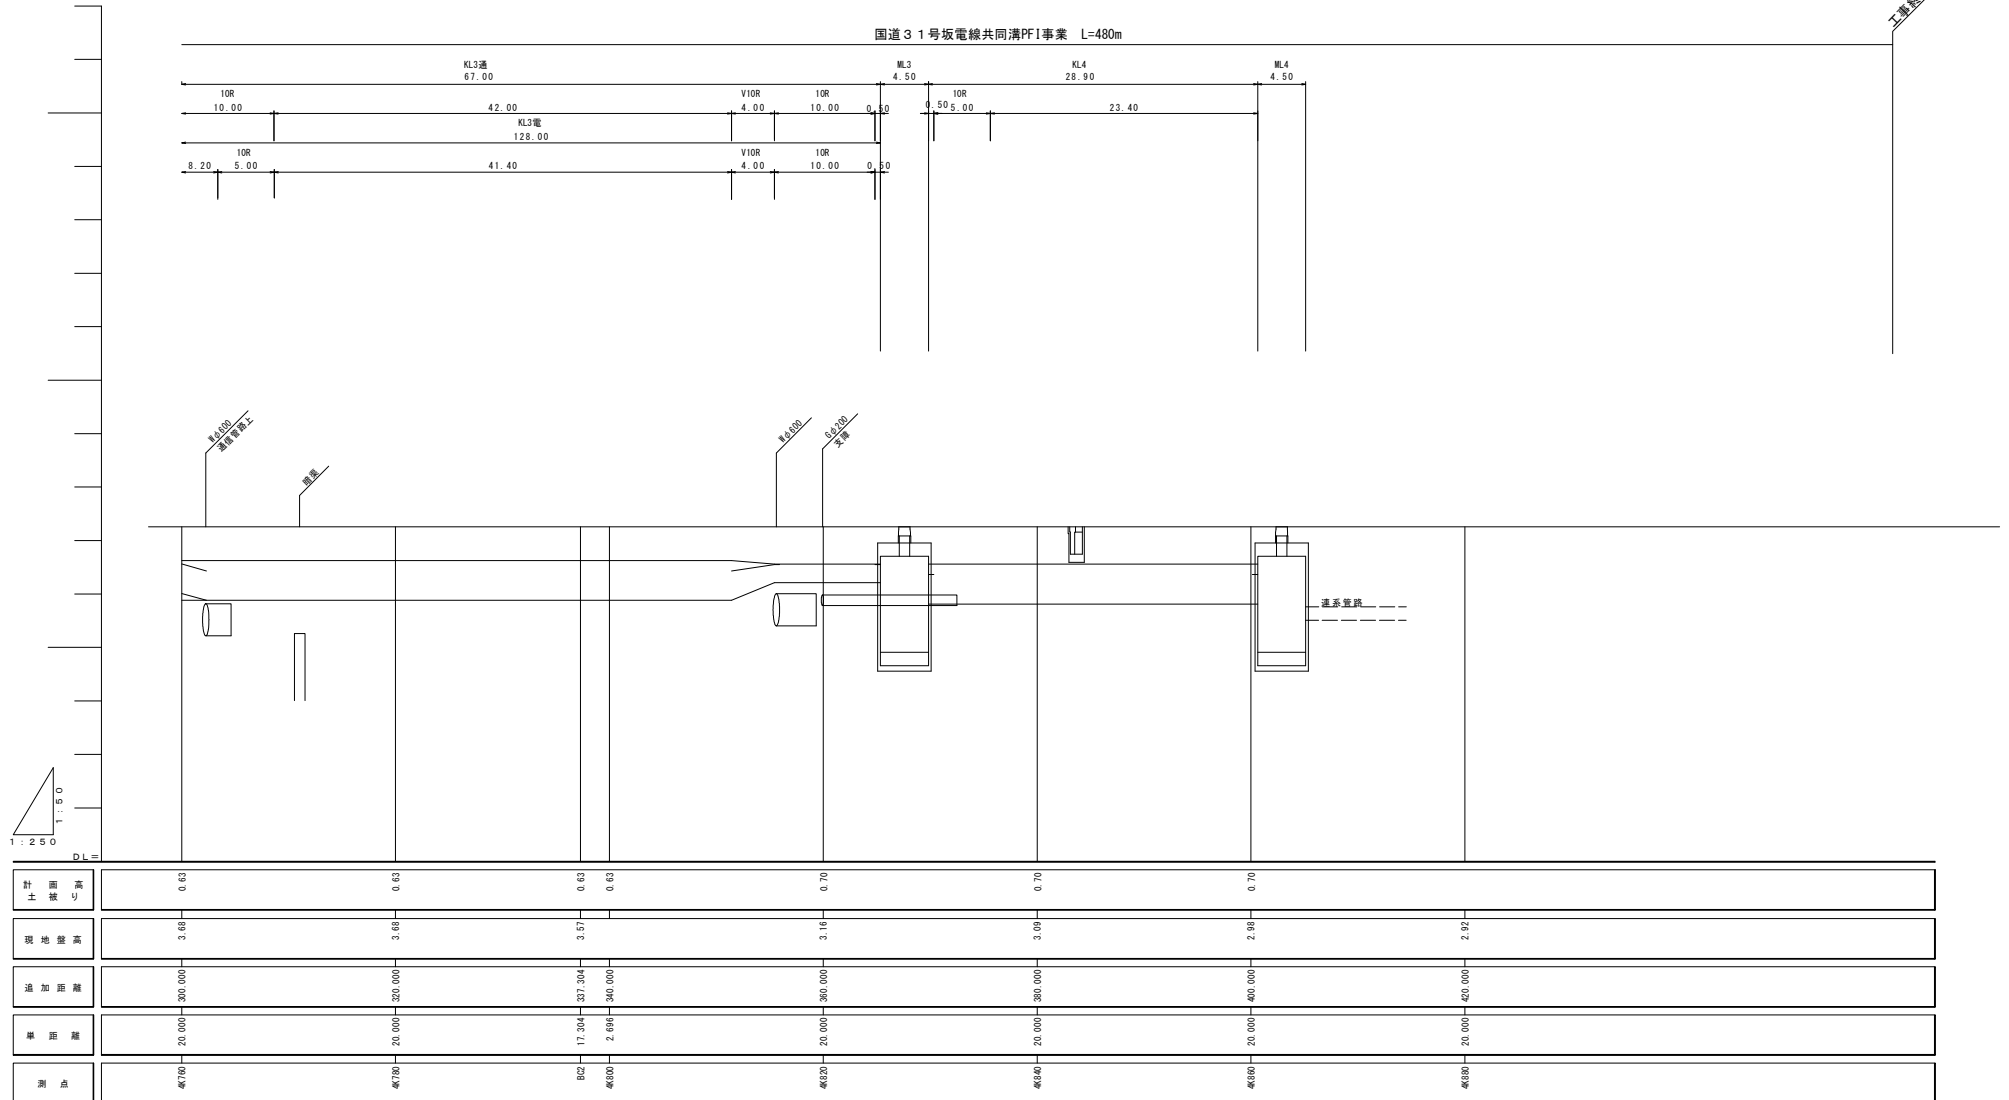 工事
国道３１号坂電線共同溝PFI事業　L=480m
KL3通 ML3 KL4 ML4
67.00 4.50 28.90 4.50
10R V10R 10R 10R
10.00 42.00 4.00 10.00 0.50 0.50 5.00 23.40
KL3電
128.00
10R V10R 10R
8.20 5.00 41.40 4.00 10.00 0.50
Wφ600
通信管路上
暗渠
Wφ600
Gφ200
支障
連系管路
1:50
1:250
DL=
計画高
土被り
0.63 0.63 0.63 0.63 0.70 0.70 0.70
現地盤高
3.68 3.68 3.57 3.16 3.09 2.98 2.92
追加距離
300.000 320.000 337.304 340.000 360.000 380.000 400.000 420.000
単距離
20.000 20.000 17.304 2.696 20.000 20.000 20.000 20.000
測点
4K760 4K780 BC2 4K800 4K820 4K840 4K860 4K880